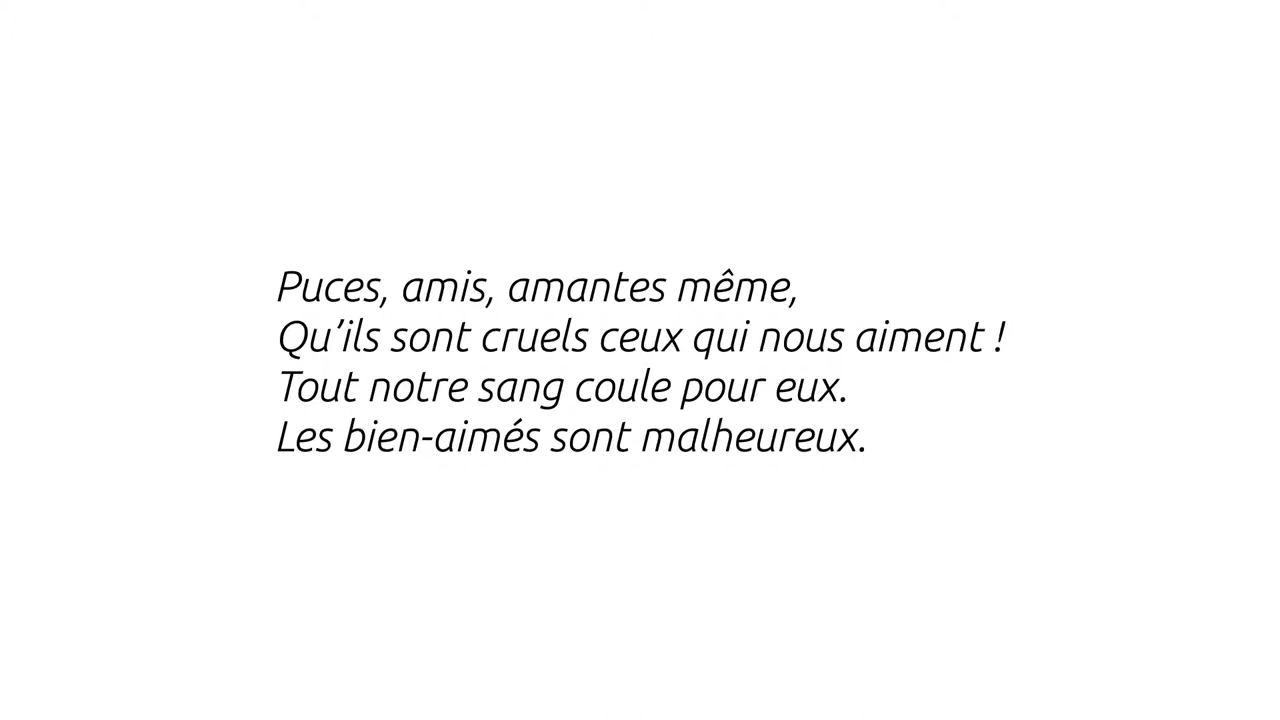 Puces, amis, amantes même,
Qu’ils sont cruels ceux qui nous aiment !
Tout notre sang coule pour eux.
Les bien-aimés sont malheureux.